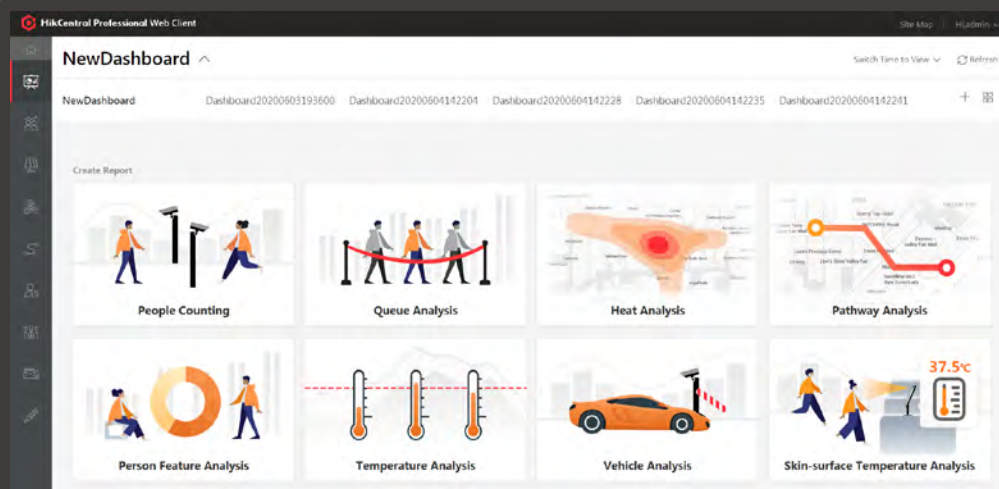 HikCentral Professional Web Client
Site Map
NewDashboard
Switch Time to View
Refresh
NewDashboard Dashboard20200603193600 Dashboard20200604142204 Dashboard20200604142228 Dashboard20200604142235 Dashboard20200604142241
Create Report
People Counting
Queue Analysis
Heat Analysis
Pathway Analysis
37.5℃
Person Feature Analysis
Temperature Analysis
Vehicle Analysis
Skin-surface Temperature Analysis